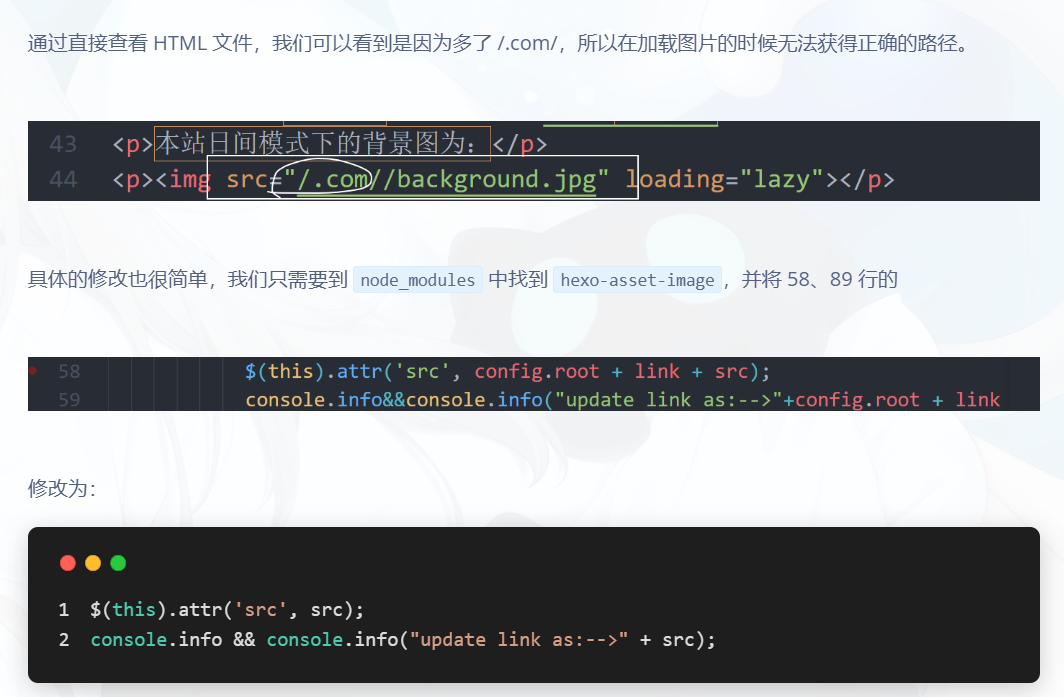 通过直接查看 HTML 文件，我们可以看到是因为多了 /.com/，所以在加载图片的时候无法获得正确的路径。
43 <p>本站日间模式下的背景图为：</p>
44 <p><img src="/.com//background.jpg" loading="lazy"></p>
具体的修改也很简单，我们只需要到 node_modules 中找到 hexo-asset-image，并将 58、89 行的
58 $(this).attr('src', config.root + link + src);
59 console.info&&console.info("update link as:-->"+config.root + link
修改为：
1 $(this).attr('src', src);
2 console.info && console.info("update link as:-->" + src);